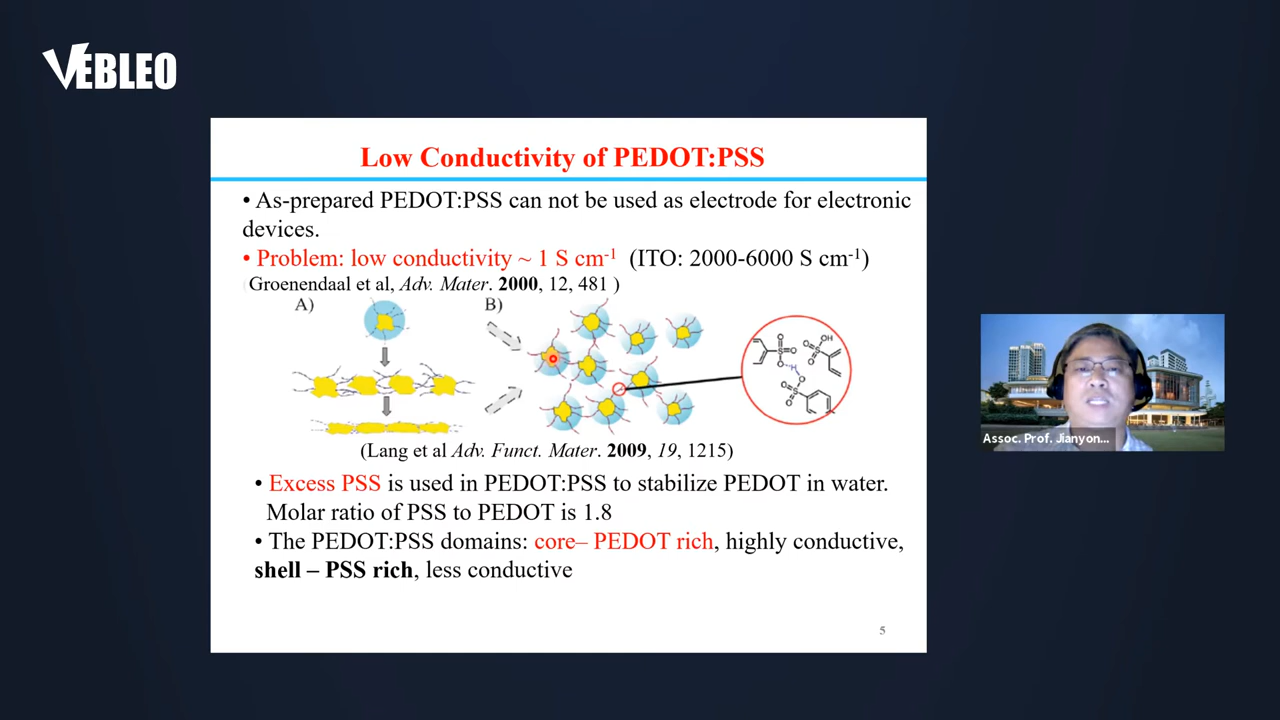 VEBLEO
Low Conductivity of PEDOT:PSS
• As-prepared PEDOT:PSS can not be used as electrode for electronic
devices.
• Problem: low conductivity ~ 1 S cm⁻¹ (ITO: 2000-6000 S cm⁻¹)
(Groenendaal et al, Adv. Mater. 2000, 12, 481 )
A)
B)
O
S
O
O
H
O
S
OH
O
O
S
O
O
(Lang et al Adv. Funct. Mater. 2009, 19, 1215)
• Excess PSS is used in PEDOT:PSS to stabilize PEDOT in water.
Molar ratio of PSS to PEDOT is 1.8
• The PEDOT:PSS domains: core– PEDOT rich, highly conductive,
shell – PSS rich, less conductive
5
Assoc. Prof. Jianyon...